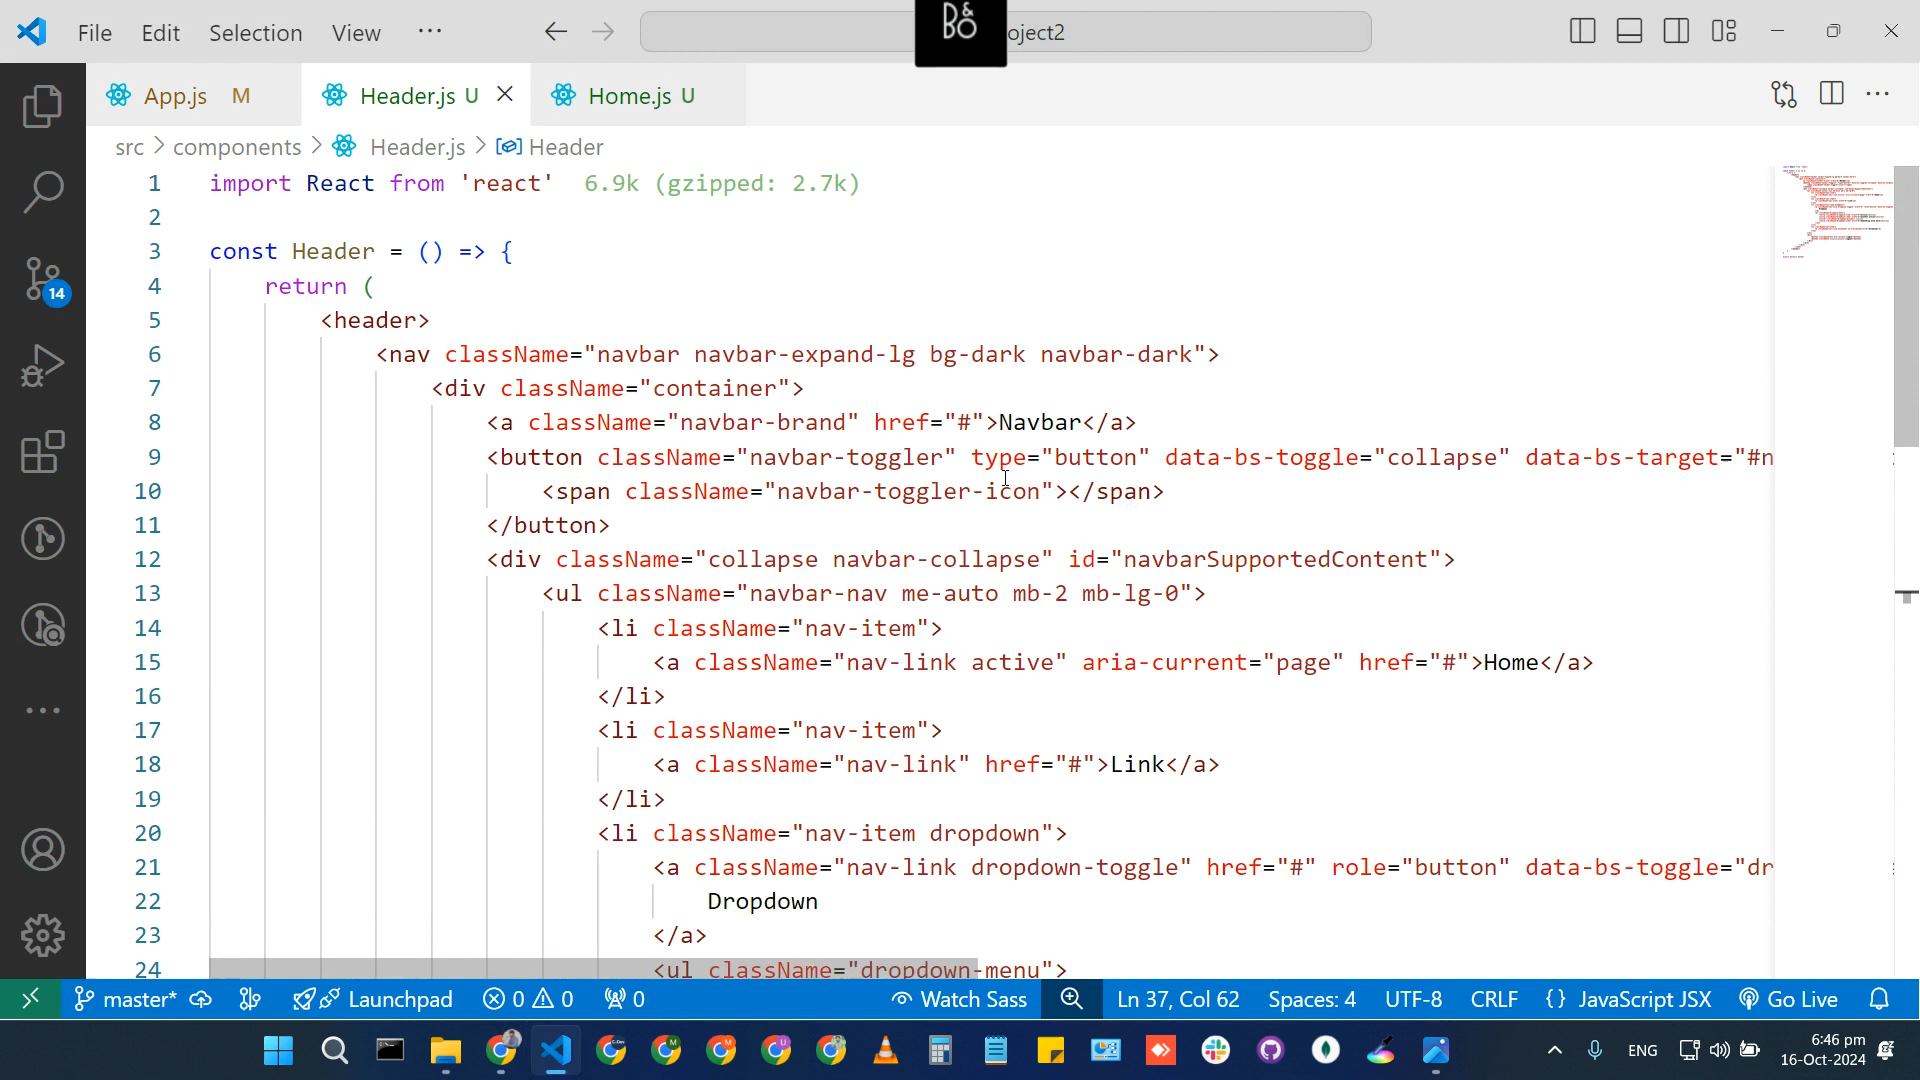 File Edit Selection View ···
B&O
oject2
App.js M
Header.js U
Home.js U
src > components > Header.js > Header
1 import React from 'react' 6.9k (gzipped: 2.7k)
2
3 const Header = () => {
4 return (
5 <header>
6 <nav className="navbar navbar-expand-lg bg-dark navbar-dark">
7 <div className="container">
8 <a className="navbar-brand" href="#">Navbar</a>
9 <button className="navbar-toggler" type="button" data-bs-toggle="collapse" data-bs-target="#n
10 <span className="navbar-toggler-icon"></span>
11 </button>
12 <div className="collapse navbar-collapse" id="navbarSupportedContent">
13 <ul className="navbar-nav me-auto mb-2 mb-lg-0">
14 <li className="nav-item">
15 <a className="nav-link active" aria-current="page" href="#">Home</a>
16 </li>
17 <li className="nav-item">
18 <a className="nav-link" href="#">Link</a>
19 </li>
20 <li className="nav-item dropdown">
21 <a className="nav-link dropdown-toggle" href="#" role="button" data-bs-toggle="dr
22 Dropdown
23 </a>
24 <ul className="dropdown-menu">
14
master* Launchpad 0 0 0 Watch Sass Ln 37, Col 62 Spaces: 4 UTF-8 CRLF {} JavaScript JSX Go Live
ENG
6:46 pm
16-Oct-2024